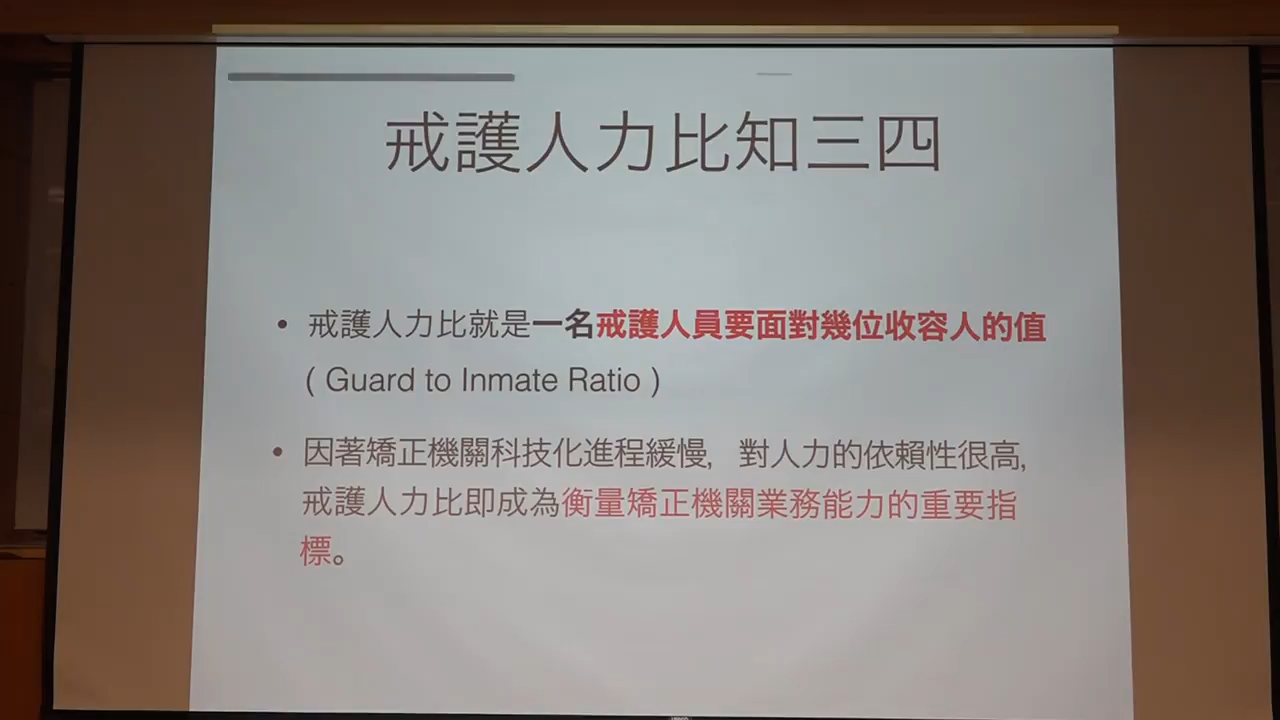 戒護人力比知三四
• 戒護人力比就是一名戒護人員要面對幾位收容人的值
( Guard to Inmate Ratio )
• 因著矯正機關科技化進程緩慢, 對人力的依賴性很高,
戒護人力比即成為衡量矯正機關業務能力的重要指
標。